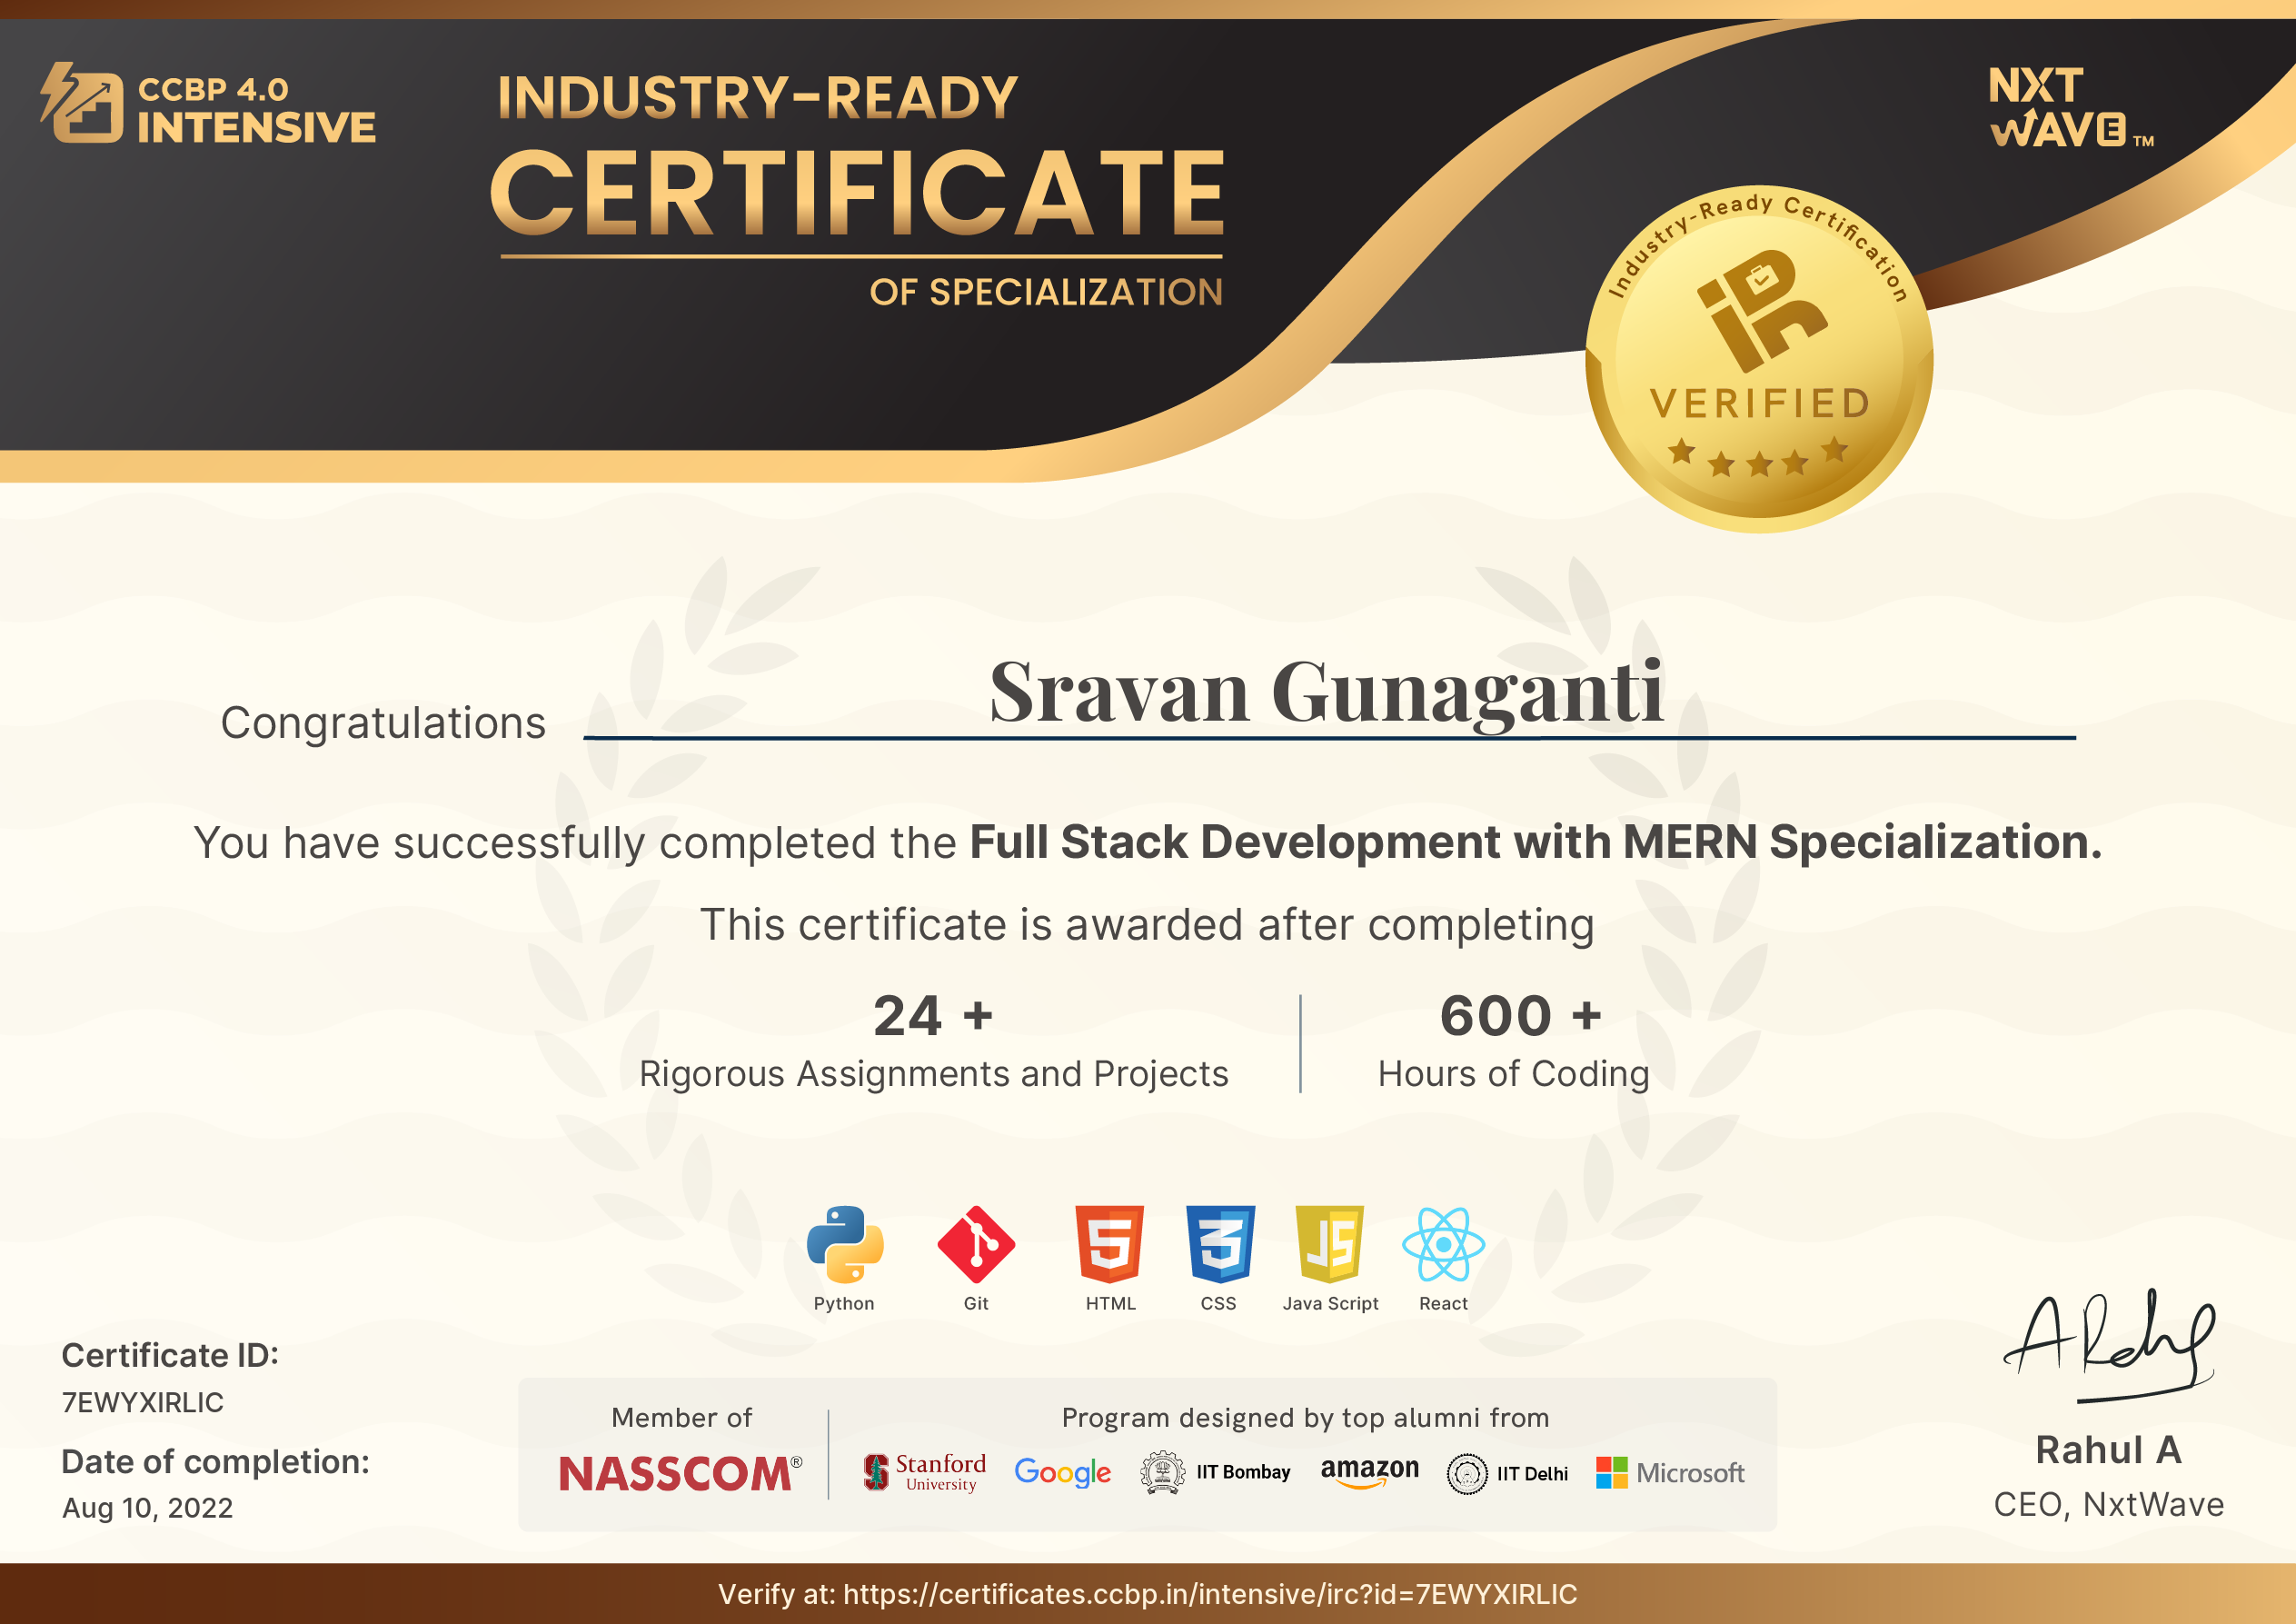 CCBP 4.0
INTENSIVE
INDUSTRY-READY
CERTIFICATE
OF SPECIALIZATION
NXT
WAVE™
Industry-Ready Certification
iR
VERIFIED
Congratulations Sravan Gunaganti
You have successfully completed the Full Stack Development with MERN Specialization.
This certificate is awarded after completing
24 +
Rigorous Assignments and Projects
600 +
Hours of Coding
Python Git HTML CSS Java Script React
Certificate ID:
7EWYXIRLIC
Date of completion:
Aug 10, 2022
Member of
NASSCOM®
Program designed by top alumni from
Stanford University Google IIT Bombay amazon IIT Delhi Microsoft
Rahul A
CEO, NxtWave
Verify at: https://certificates.ccbp.in/intensive/irc?id=7EWYXIRLIC